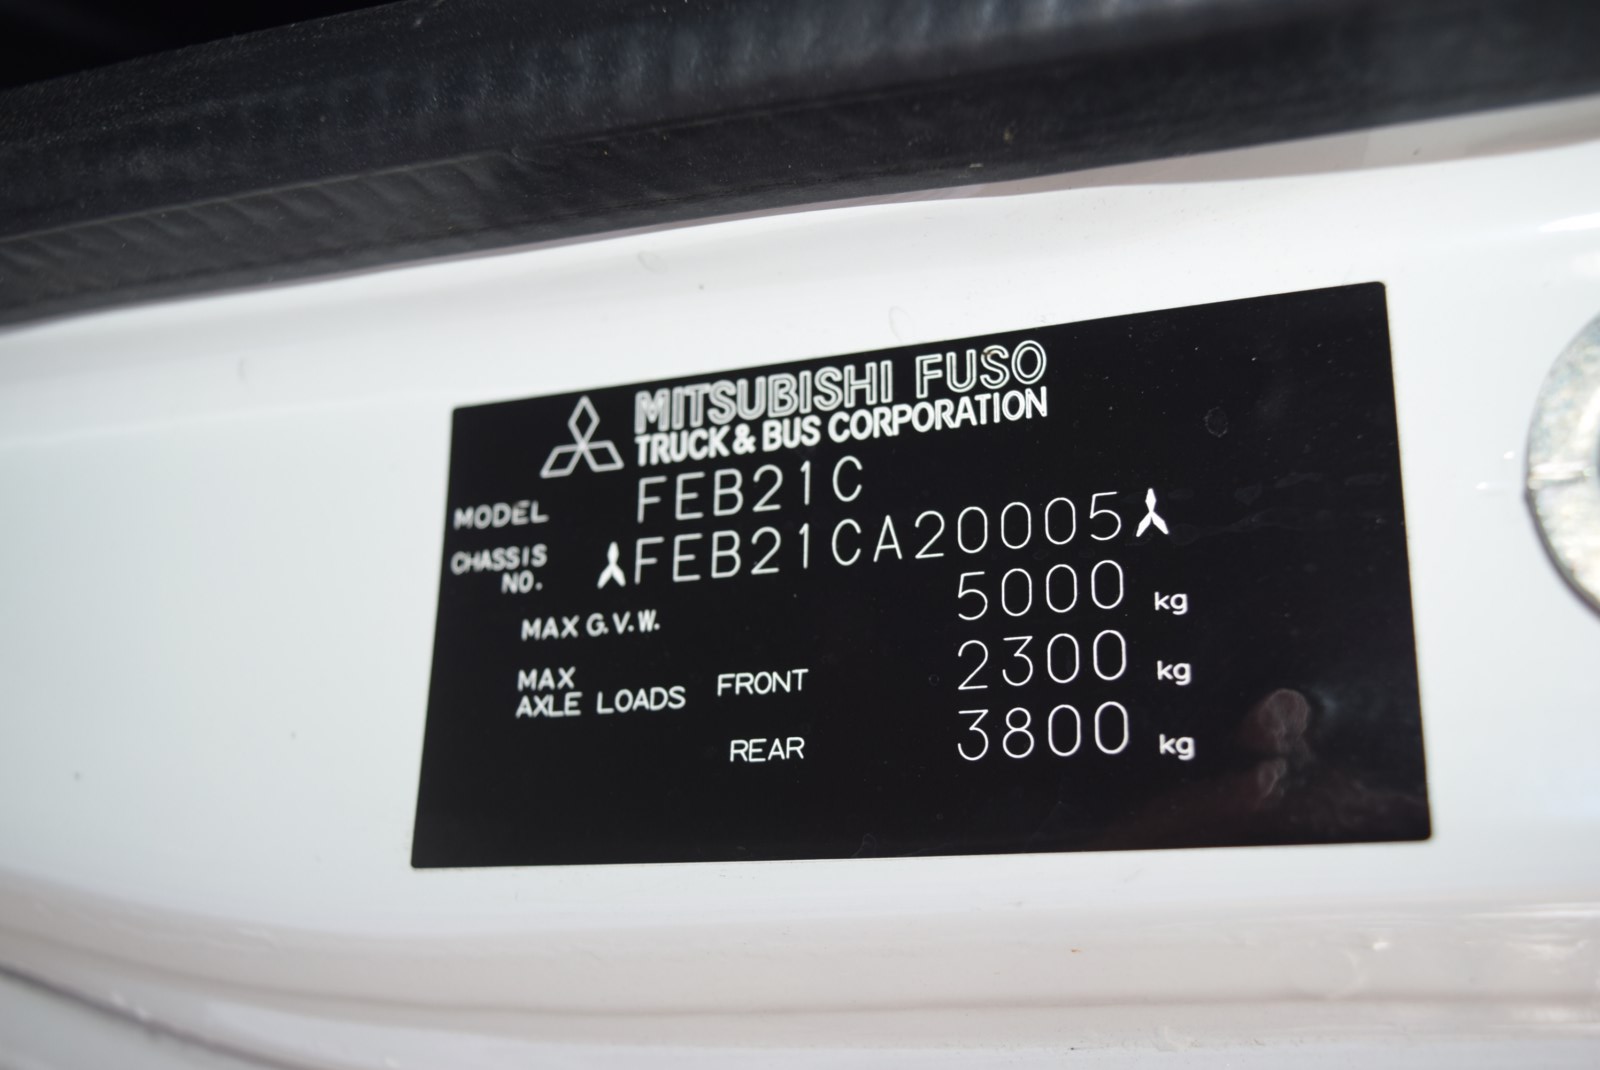 MITSUBISHI FUSO
TRUCK & BUS CORPORATION
MODEL FEB21C
CHASSIS NO. FEB21CA20005
MAX G.V.W. 5000 kg
MAX AXLE LOADS FRONT 2300 kg
REAR 3800 kg